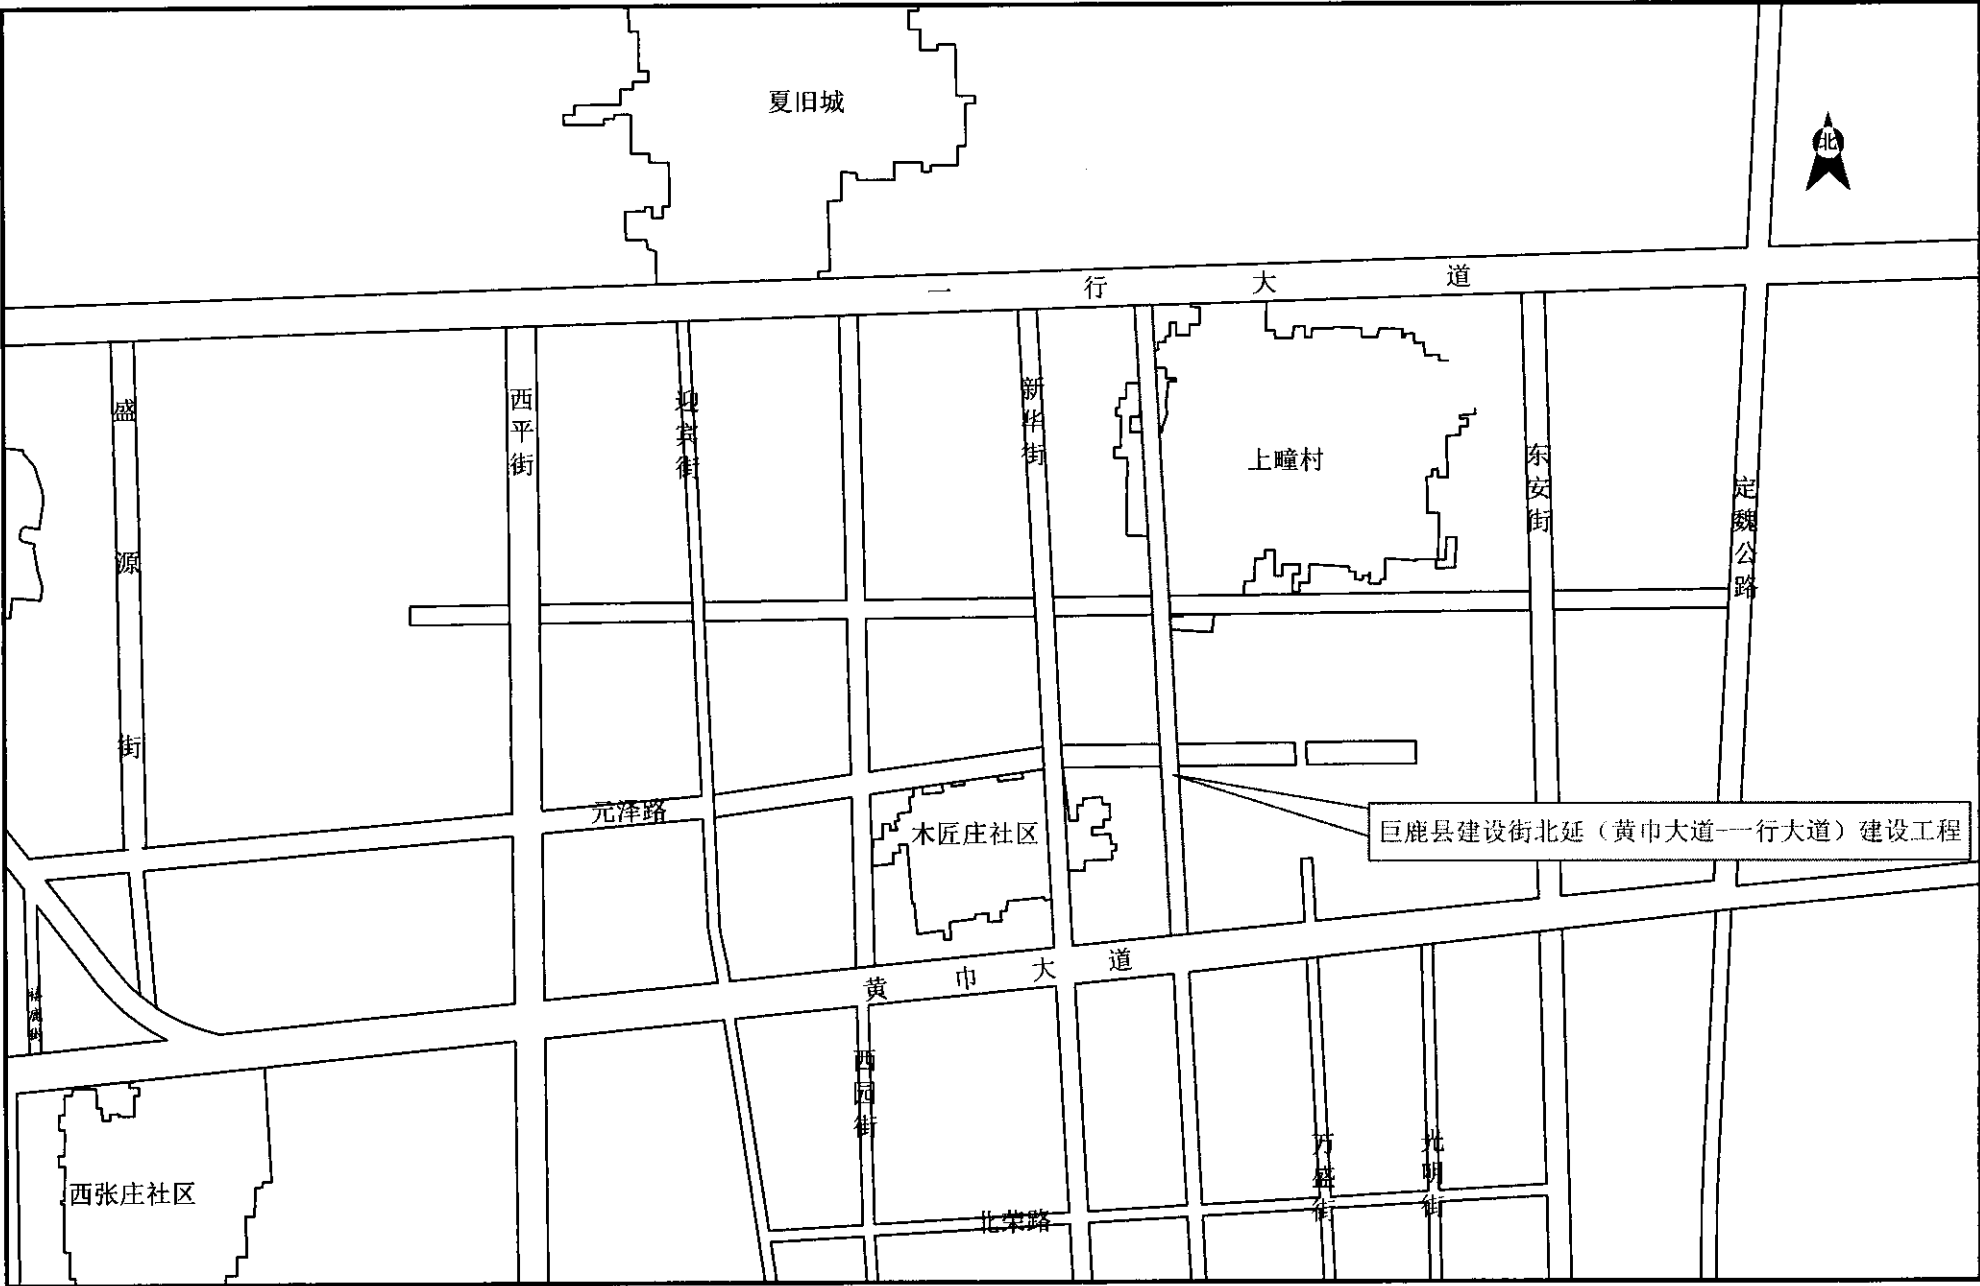 夏旧城
北
一行大道
盛源街
西平街
迎宾街
新华街
上疃村
东安街
定魏公路
元泽路
木匠庄社区
巨鹿县建设街北延（黄巾大道-一行大道）建设工程
黄巾大道
西园街
万盛街
光明街
西张庄社区
北荣路